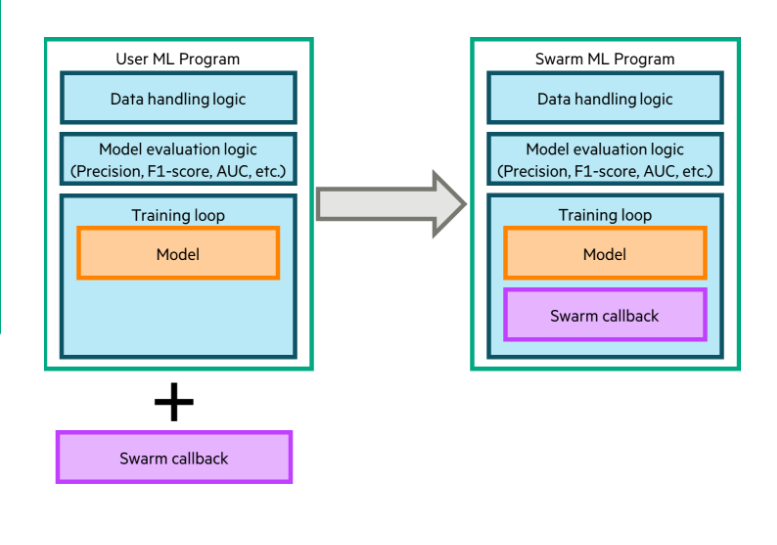 User ML Program
Data handling logic
Model evaluation logic
(Precision, F1-score, AUC, etc.)
Training loop
Model
+
Swarm callback
Swarm ML Program
Data handling logic
Model evaluation logic
(Precision, F1-score, AUC, etc.)
Training loop
Model
Swarm callback